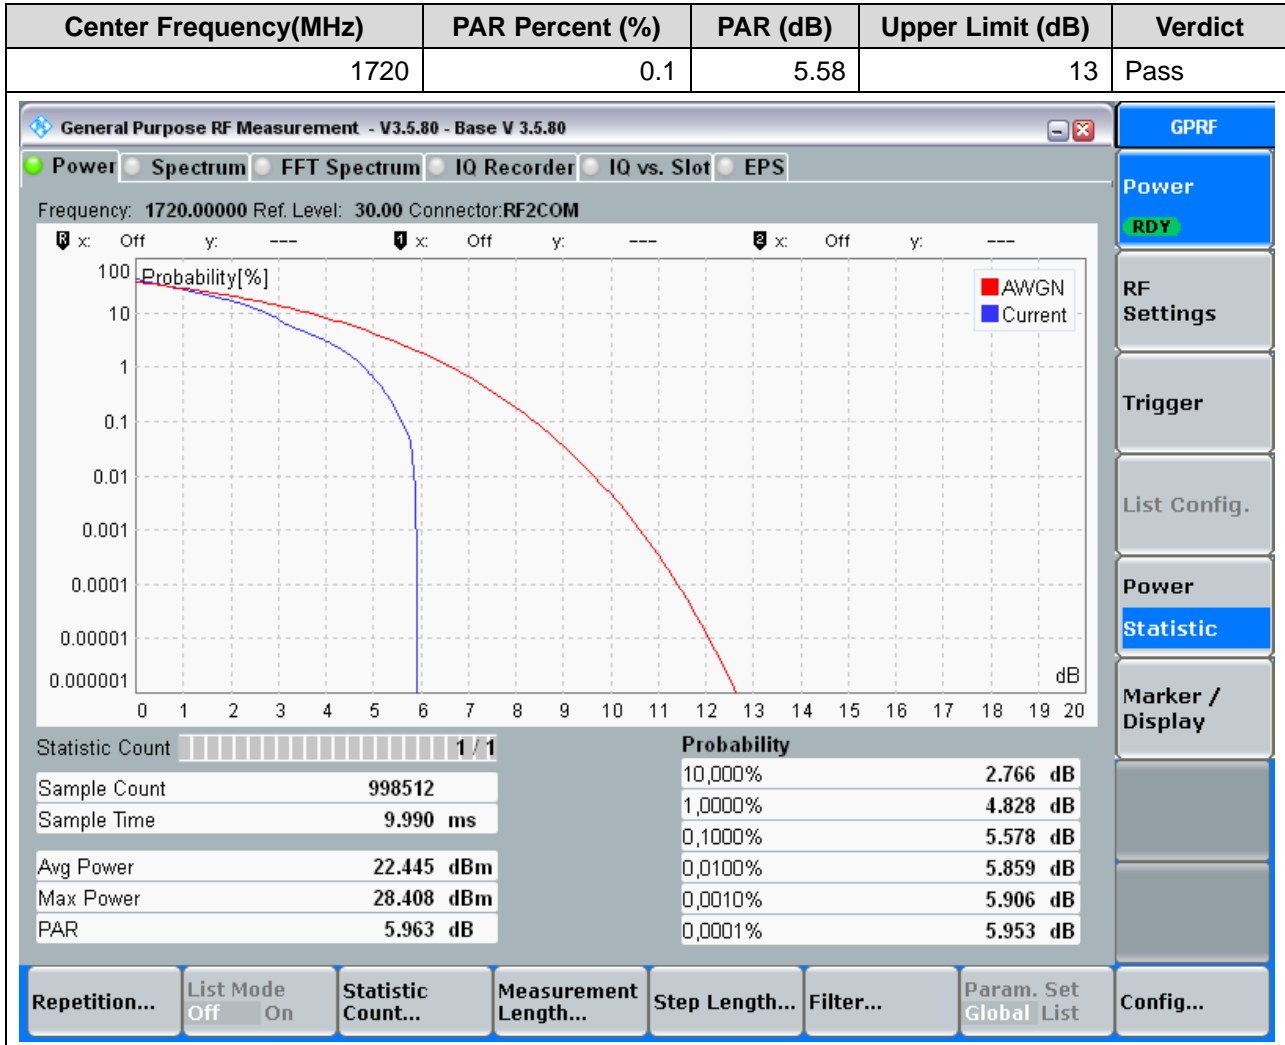 Center Frequency(MHz) PAR Percent (%) PAR (dB) Upper Limit (dB) Verdict
1720 0.1 5.58 13 Pass
General Purpose RF Measurement - V3.5.80 - Base V 3.5.80
GPRF
Power Spectrum FFT Spectrum IQ Recorder IQ vs. Slot EPS
Power
RDY
Frequency: 1720.00000 Ref. Level: 30.00 Connector:RF2COM
R x: Off y: --- 1 x: Off y: --- 2 x: Off y: ---
Probability[%]
AWGN
Current
100
10
1
0.1
0.01
0.001
0.0001
0.00001
0.000001
dB
0 1 2 3 4 5 6 7 8 9 10 11 12 13 14 15 16 17 18 19 20
RF
Settings
Trigger
List Config.
Power
Statistic
Marker /
Display
Statistic Count 1 / 1
Sample Count 998512
Sample Time 9.990 ms
Avg Power 22.445 dBm
Max Power 28.408 dBm
PAR 5.963 dB
Probability
10,000% 2.766 dB
1,0000% 4.828 dB
0,1000% 5.578 dB
0,0100% 5.859 dB
0,0010% 5.906 dB
0,0001% 5.953 dB
Repetition...
List Mode
Off On
Statistic
Count...
Measurement
Length...
Step Length...
Filter...
Param. Set
Global List
Config...